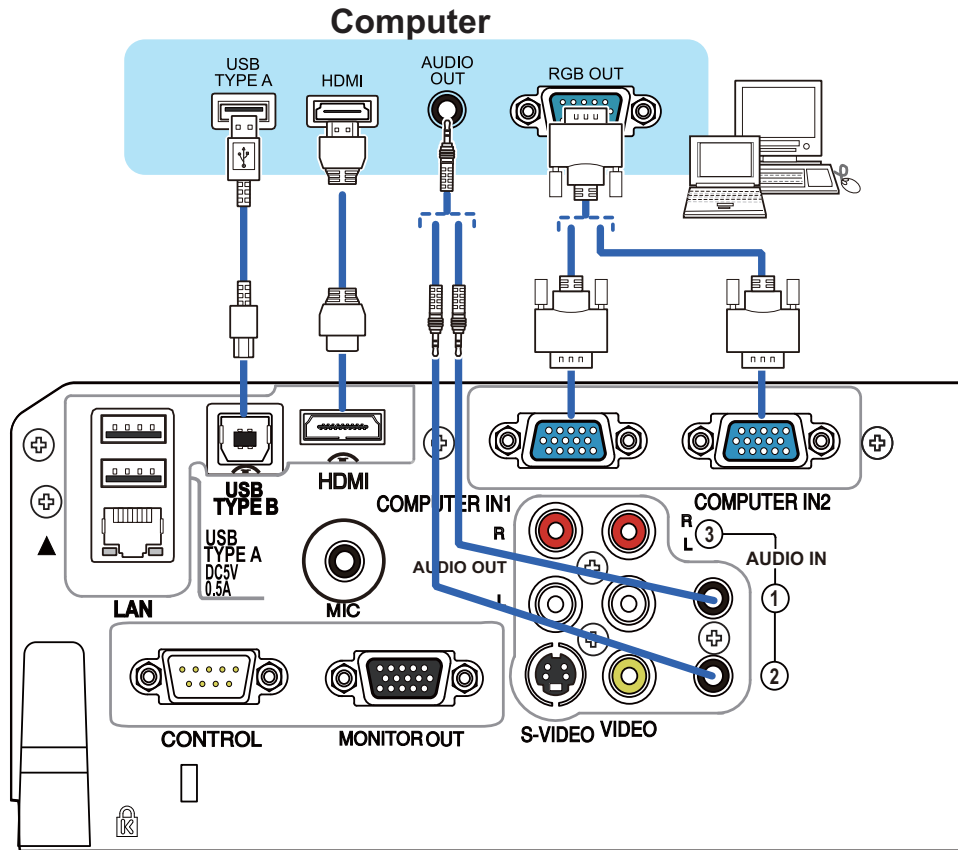 Computer
USB
TYPE A
HDMI
AUDIO
OUT
RGB OUT
USB
TYPE B
HDMI
COMPUTER IN1
COMPUTER IN2
R
R
L
3
AUDIO IN
USB
TYPE A
DC5V
0.5A
AUDIO OUT
L
1
LAN
MIC
2
CONTROL
MONITOR OUT
S-VIDEO
VIDEO
K